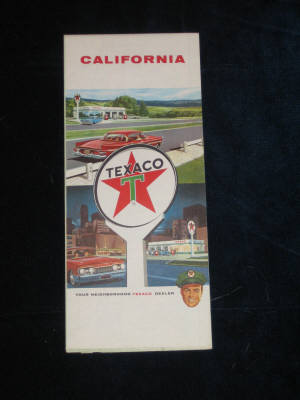 CALIFORNIA
TEXACO
T
YOUR NEIGHBORHOOD TEXACO DEALER